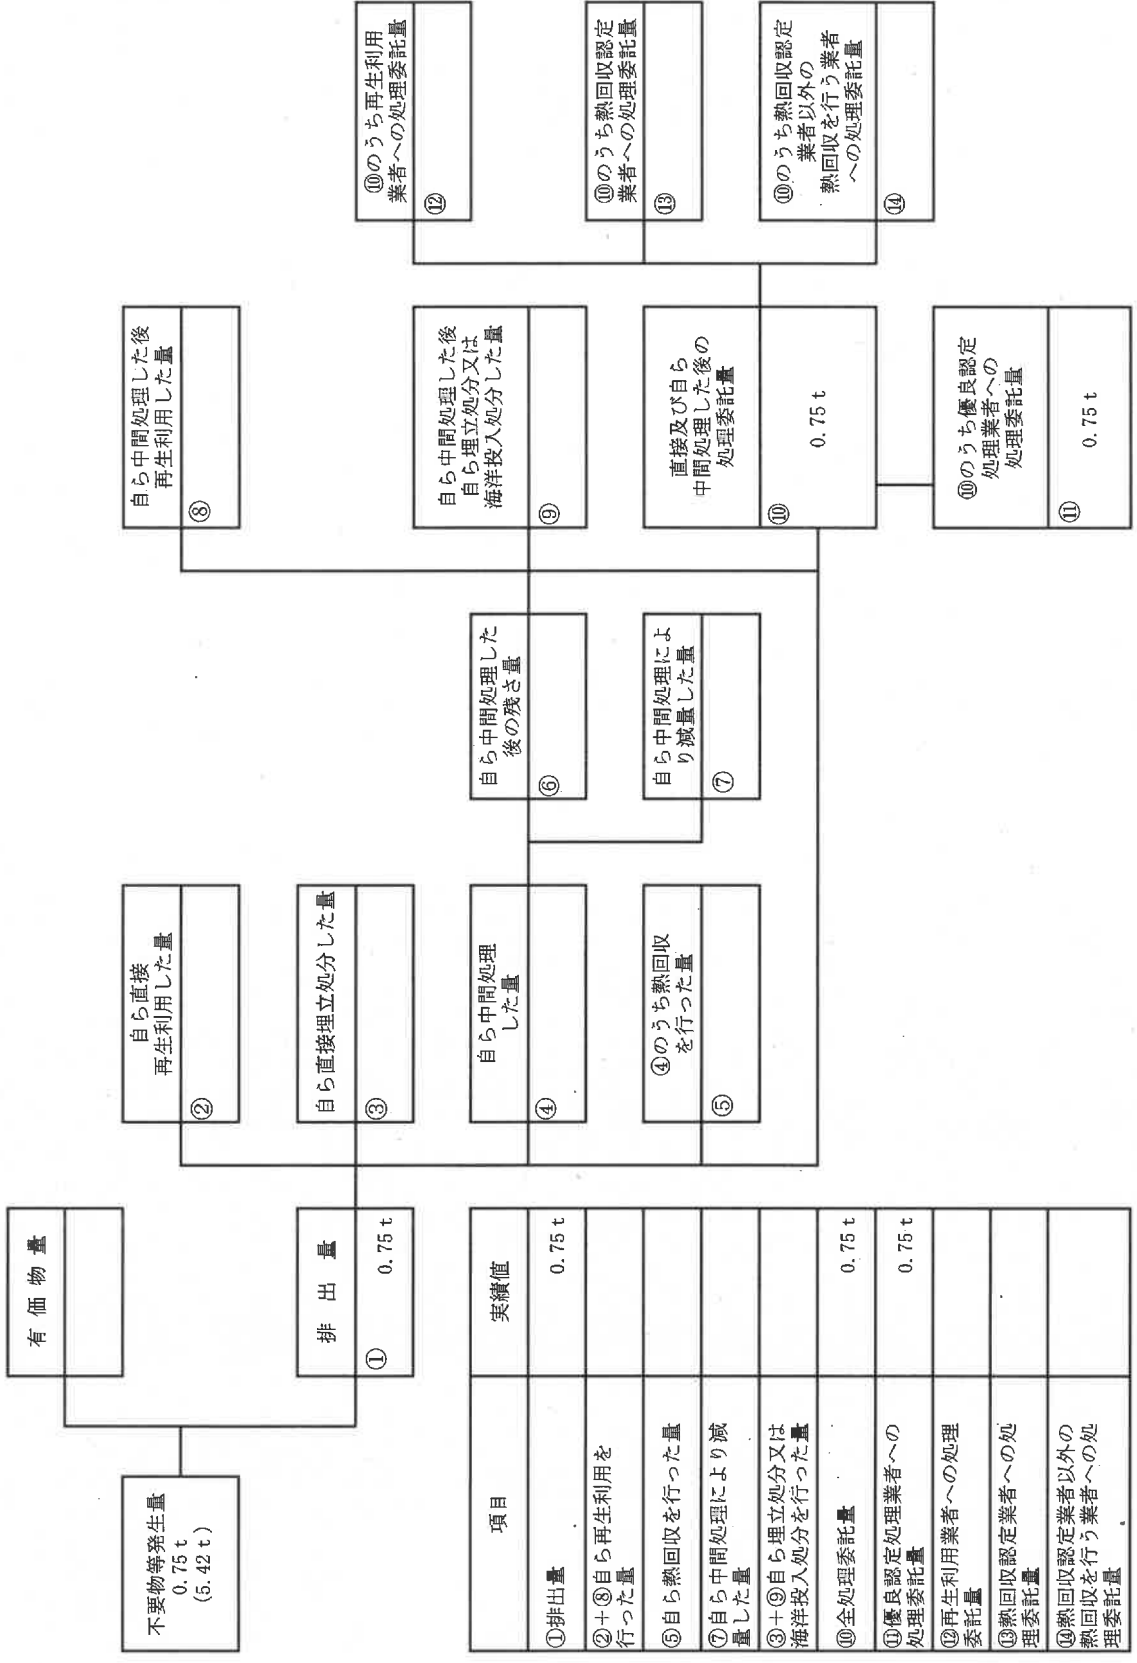 不要物等発生量
0.75t
(5.42t)
有価物量
排出量
①
0.75t
自ら直接
再生利用した量
②
自ら直接埋立処分した量
③
自ら中間処理
した量
④
④のうち熱回収
を行った量
⑤
自ら中間処理した
後の残さ量
⑥
自ら中間処理によ
り減量した量
⑦
自ら中間処理した後
再生利用した量
⑧
自ら中間処理した後
自ら埋立処分又は
海洋投入処分した量
⑨
直接及び自ら
中間処理した後の
処理委託量
⑩
0.75t
⑩のうち優良認定
処理業者への
処理委託量
⑪
0.75t
⑩のうち再生利用
業者への処理委託量
⑫
⑩のうち熱回収認定
業者への処理委託量
⑬
⑩のうち熱回収認定
業者以外の
熱回収を行う業者
への処理委託量
⑭
項目 実績値
①排出量 0.75t
②+⑧自ら再生利用を
行った量
⑤自ら熱回収を行った量
⑦自ら中間処理により減
量した量
③+⑨自ら埋立処分又は
海洋投入処分を行った量
⑩全処理委託量 0.75t
⑪優良認定処理業者への
処理委託量 0.75t
⑫再生利用業者への処理
委託量
⑬熱回収認定業者への処
理委託量
⑭熱回収認定業者以外の
熱回収を行う業者への処
理委託量